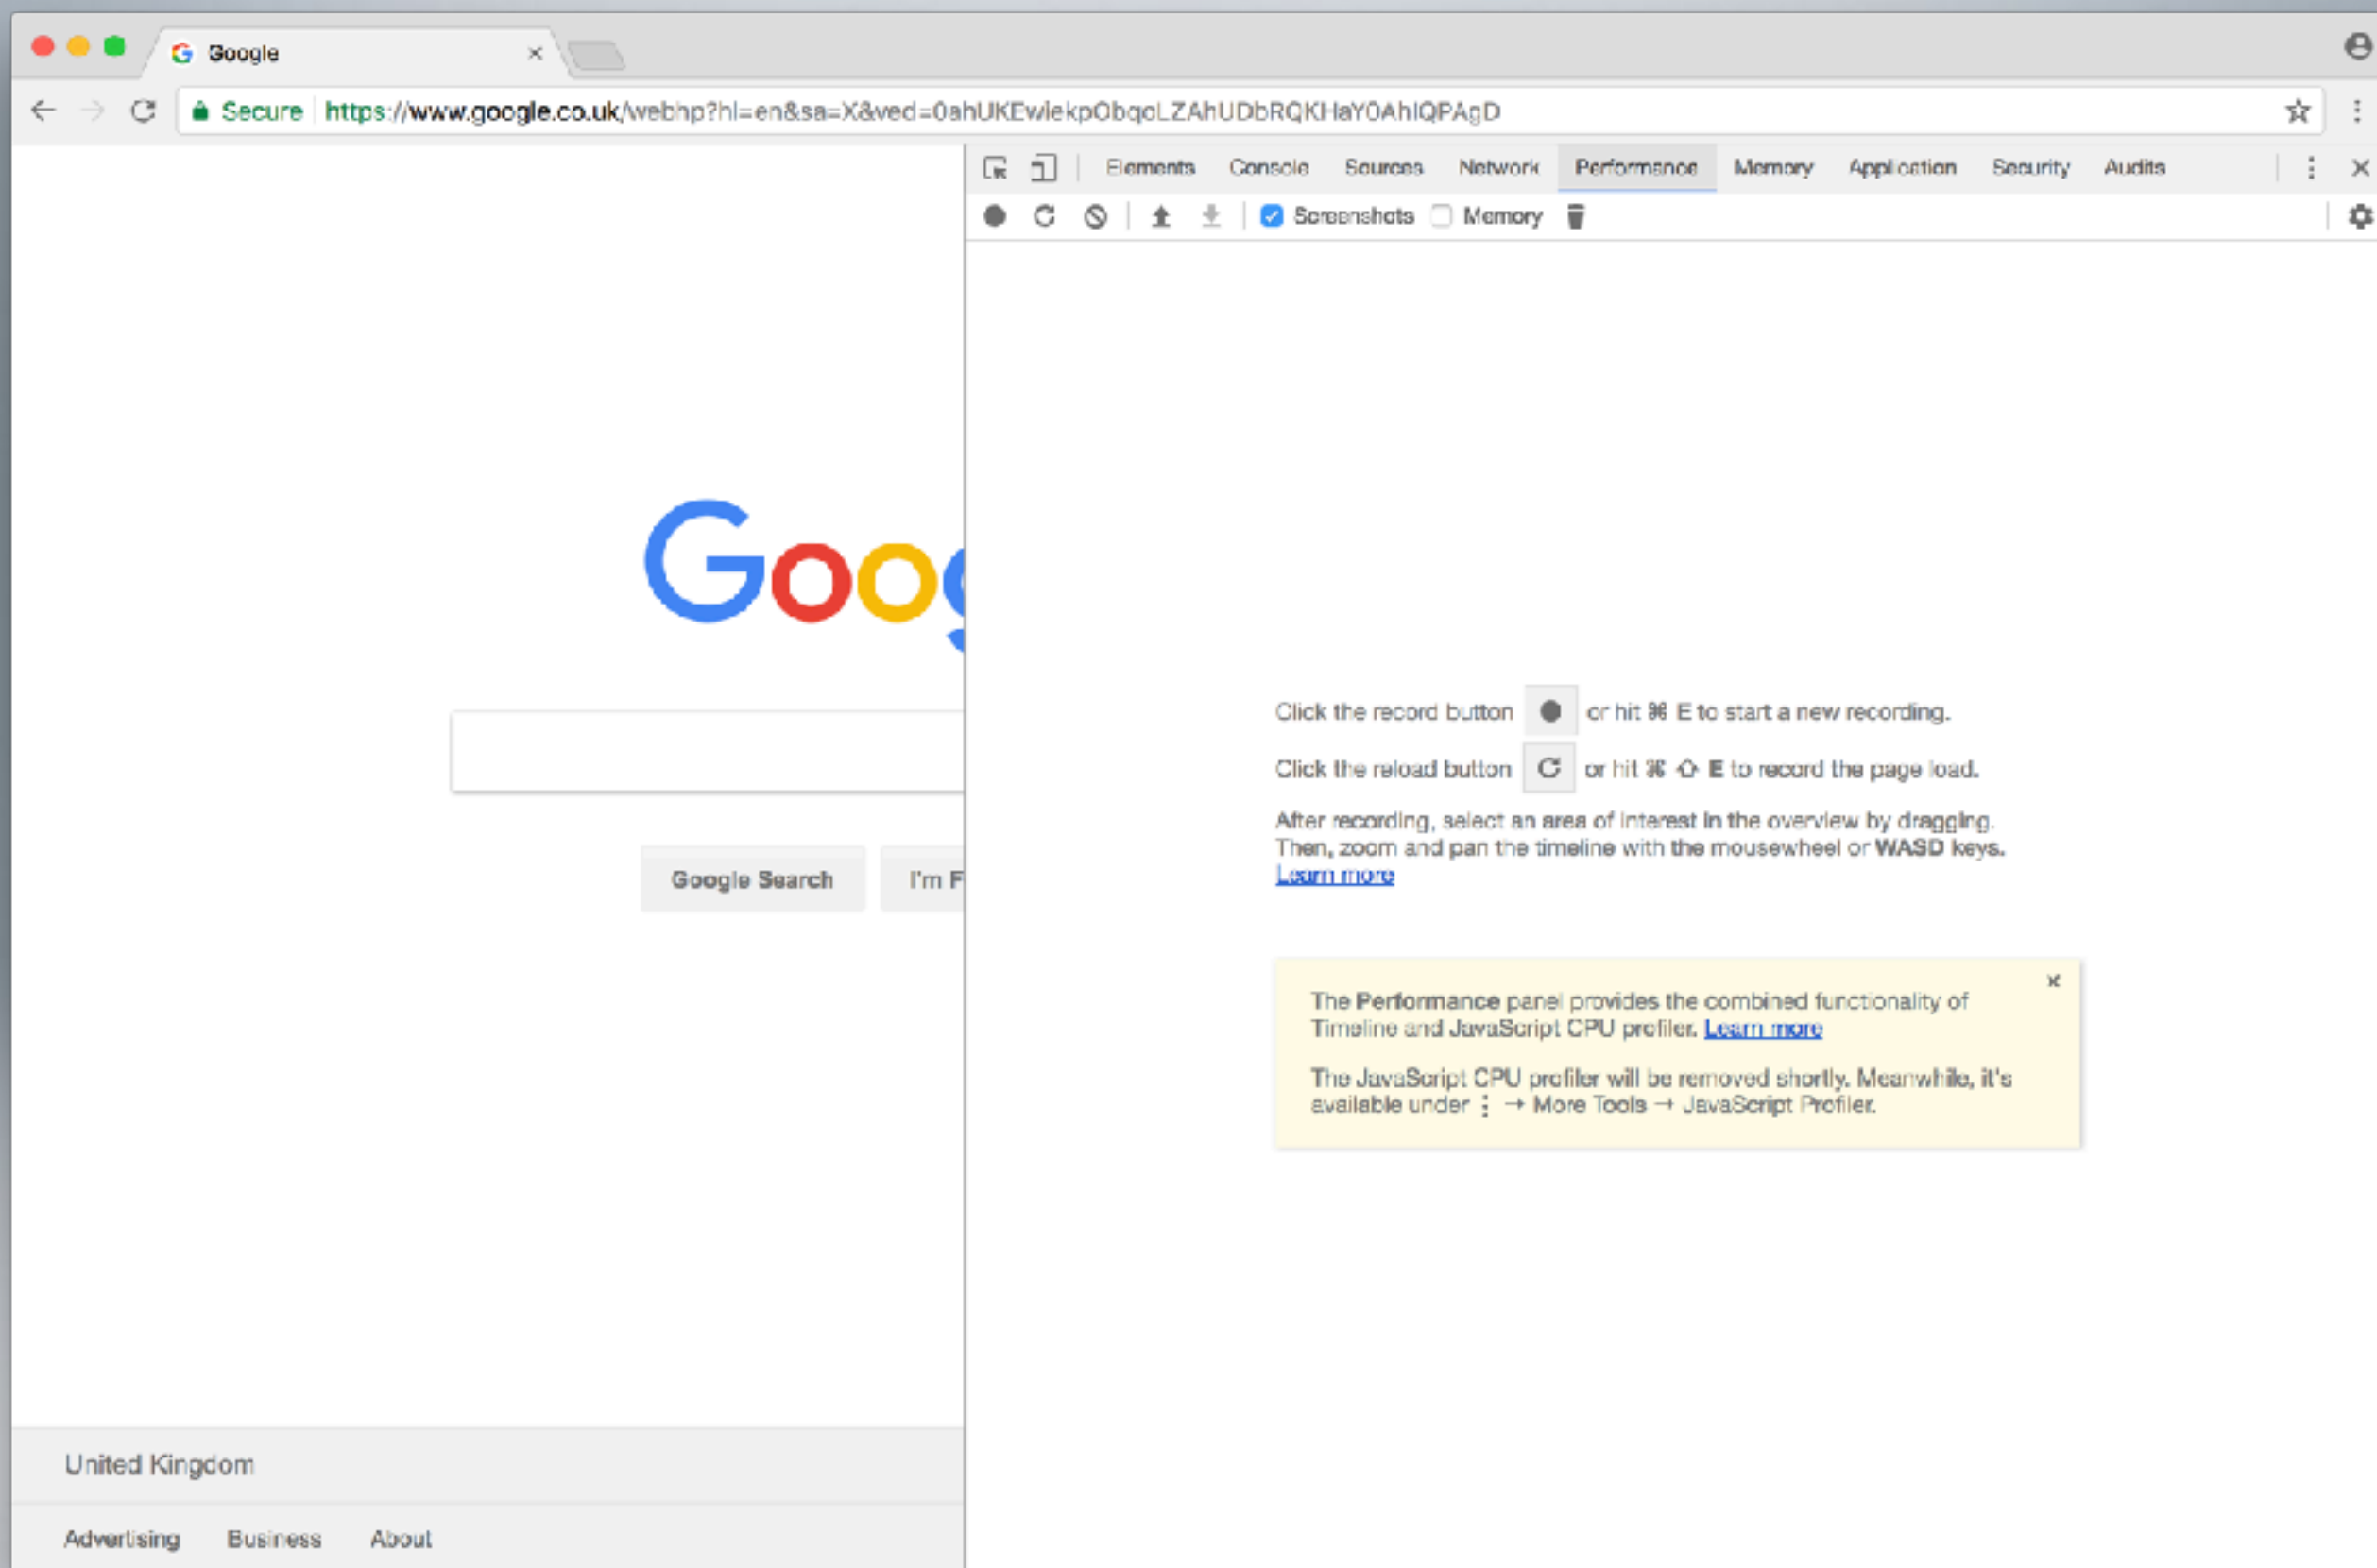 Google
Secure https://www.google.co.uk/webhp?hl=en&sa=X&ved=0ahUKEwiekpObqoLZAhUDbRQKHaY0AhIQPAgD
Elements Console Sources Network Performance Memory Application Security Audits
Screenshots Memory
Goog
Click the record button or hit ⌘ E to start a new recording.
Click the reload button or hit ⌘ ⇧ E to record the page load.
After recording, select an area of interest in the overview by dragging.
Then, zoom and pan the timeline with the mousewheel or WASD keys.
Learn more
Google Search I'm F
The Performance panel provides the combined functionality of
Timeline and JavaScript CPU profiler. Learn more
The JavaScript CPU profiler will be removed shortly. Meanwhile, it's
available under ⋮ → More Tools → JavaScript Profiler.
United Kingdom
Advertising Business About